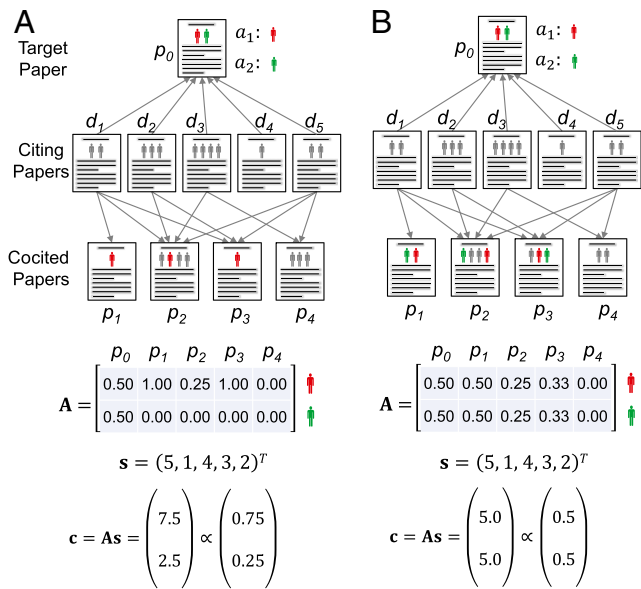 A
Target
Paper
p0
a1:
a2:
d1 d2 d3 d4 d5
Citing
Papers
Cocited
Papers
p1 p2 p3 p4
p0 p1 p2 p3 p4
A =
0.50 1.00 0.25 1.00 0.00
0.50 0.00 0.00 0.00 0.00
s = (5, 1, 4, 3, 2)^T
c = As = (7.5 2.5) ∝ (0.75 0.25)
B
p0
a1:
a2:
d1 d2 d3 d4 d5
p1 p2 p3 p4
p0 p1 p2 p3 p4
A =
0.50 0.50 0.25 0.33 0.00
0.50 0.50 0.25 0.33 0.00
s = (5, 1, 4, 3, 2)^T
c = As = (5.0 5.0) ∝ (0.5 0.5)